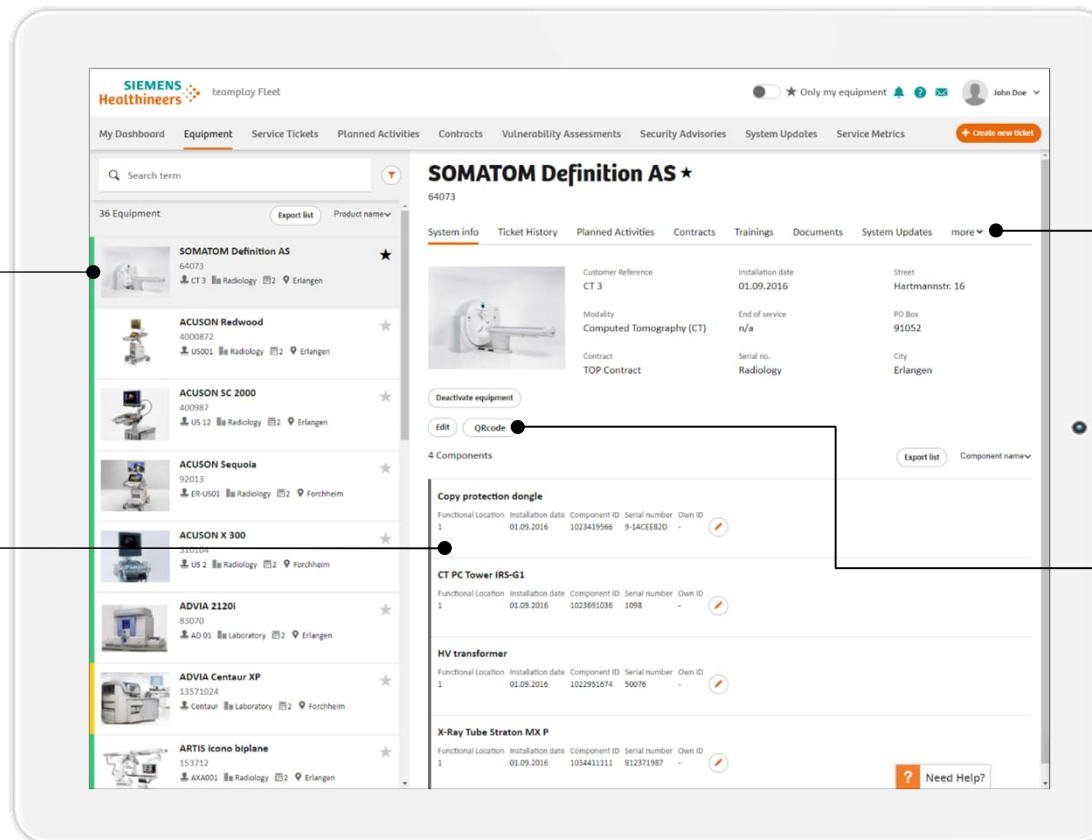 SIEMENS
Healthineers
teamplay Fleet
Only my equipment
John Doe
My Dashboard Equipment Service Tickets Planned Activities Contracts Vulnerability Assessments Security Advisories System Updates Service Metrics + Create new ticket
Search term
36 Equipment Export list Product name
SOMATOM Definition AS
64073
CT 3 Radiology 2 Erlangen
ACUSON Redwood
4000872
US001 Radiology 2 Erlangen
ACUSON SC 2000
400987
US 12 Radiology 2 Erlangen
ACUSON Sequoia
92013
ER-US01 Radiology 2 Forchheim
ACUSON X 300
310104
US 2 Radiology 2 Forchheim
ADVIA 2120i
83070
AD 01 Laboratory 2 Erlangen
ADVIA Centaur XP
13571024
Centaur Laboratory 2 Forchheim
ARTIS icono biplane
153712
AXA001 Radiology 2 Erlangen
SOMATOM Definition AS
64073
System info Ticket History Planned Activities Contracts Trainings Documents System Updates more
Customer Reference Installation date Street
CT 3 01.09.2016 Hartmannstr. 16
Modality End of service PO Box
Computed Tomography (CT) n/a 91052
Contract Serial no. City
TOP Contract Radiology Erlangen
Deactivate equipment
Edit QRcode
4 Components Export list Component name
Copy protection dongle
Functional Location Installation date Component ID Serial number Own ID
1 01.09.2016 1023419566 9-1ACEE82D -
CT PC Tower IRS-G1
Functional Location Installation date Component ID Serial number Own ID
1 01.09.2016 1023691036 1098 -
HV transformer
Functional Location Installation date Component ID Serial number Own ID
1 01.09.2016 1022951674 50076 -
X-Ray Tube Straton MX P
Functional Location Installation date Component ID Serial number Own ID
1 01.09.2016 1034411111 812371987 -
? Need Help?